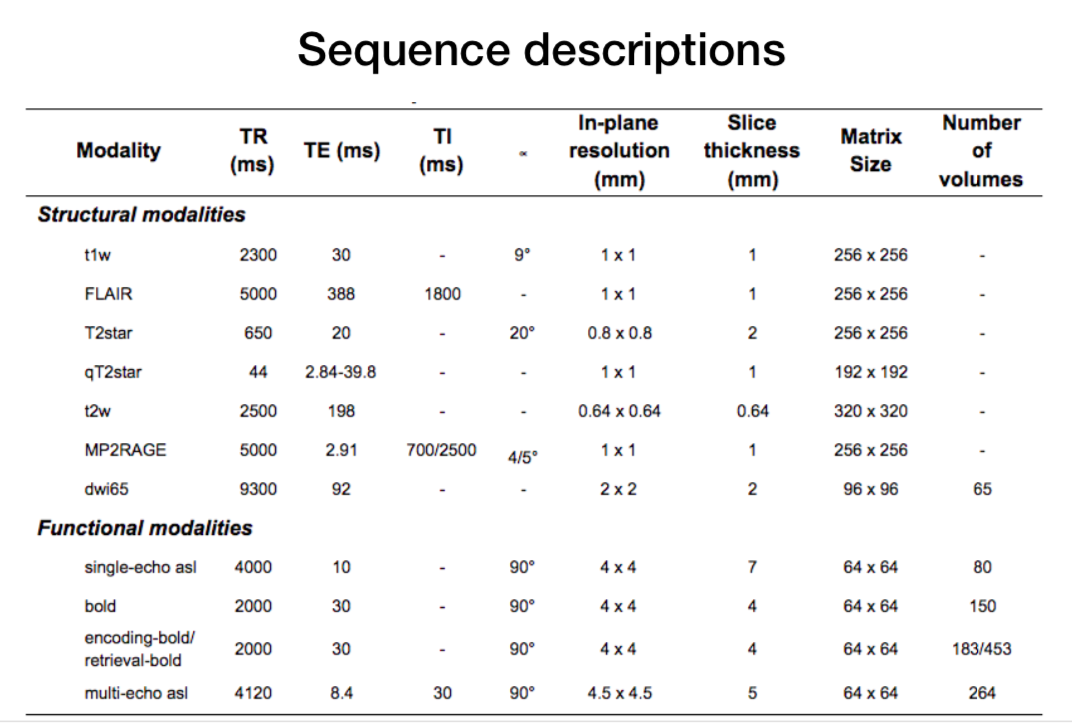 Sequence descriptions
-
Modality TR (ms) TE (ms) TI (ms) ∝ In-plane resolution (mm) Slice thickness (mm) Matrix Size Number of volumes
Structural modalities
t1w 2300 30 - 9° 1 x 1 1 256 x 256 -
FLAIR 5000 388 1800 - 1 x 1 1 256 x 256 -
T2star 650 20 - 20° 0.8 x 0.8 2 256 x 256 -
qT2star 44 2.84-39.8 - - 1 x 1 1 192 x 192 -
t2w 2500 198 - - 0.64 x 0.64 0.64 320 x 320 -
MP2RAGE 5000 2.91 700/2500 4/5° 1 x 1 1 256 x 256 -
dwi65 9300 92 - - 2 x 2 2 96 x 96 65
Functional modalities
single-echo asl 4000 10 - 90° 4 x 4 7 64 x 64 80
bold 2000 30 - 90° 4 x 4 4 64 x 64 150
encoding-bold/
retrieval-bold 2000 30 - 90° 4 x 4 4 64 x 64 183/453
multi-echo asl 4120 8.4 30 90° 4.5 x 4.5 5 64 x 64 264